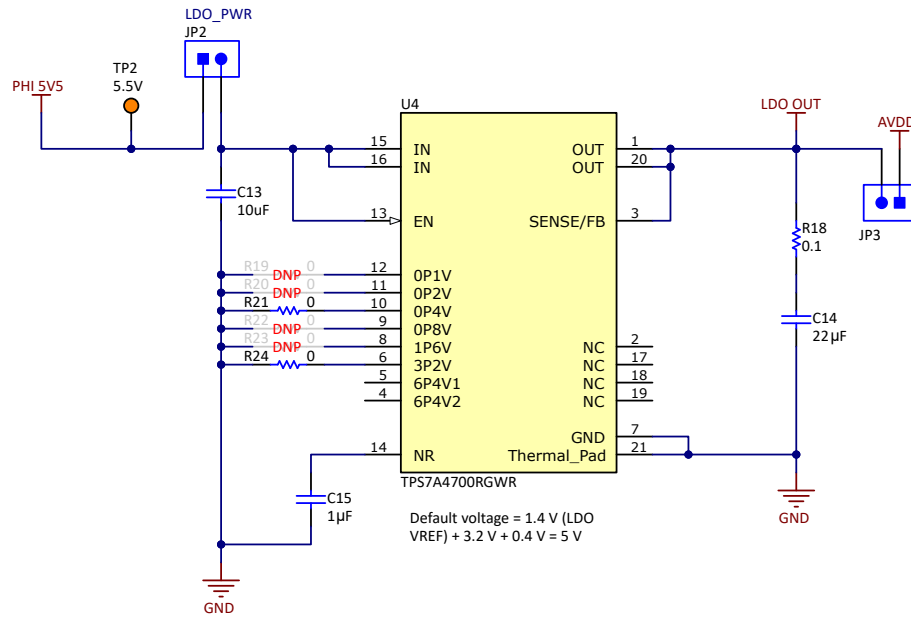 LDO_PWR
JP2
TP2
5.5V
PHI 5V5
U4
LDO OUT
AVDD
15 IN OUT 1
16 IN OUT 20
C13
10uF
13 EN SENSE/FB 3
R18
0.1
JP3
R19 DNP 0 12 0P1V
R20 DNP 0 11 0P2V
R21 0 10 0P4V
R22 DNP 0 9 0P8V
R23 DNP 0 8 1P6V NC 2
R24 0 6 3P2V NC 17
5 6P4V1 NC 18
4 6P4V2 NC 19
C14
22µF
GND 7
14 NR Thermal_Pad 21
TPS7A4700RGWR
C15
1µF
Default voltage = 1.4 V (LDO
VREF) + 3.2 V + 0.4 V = 5 V
GND
GND